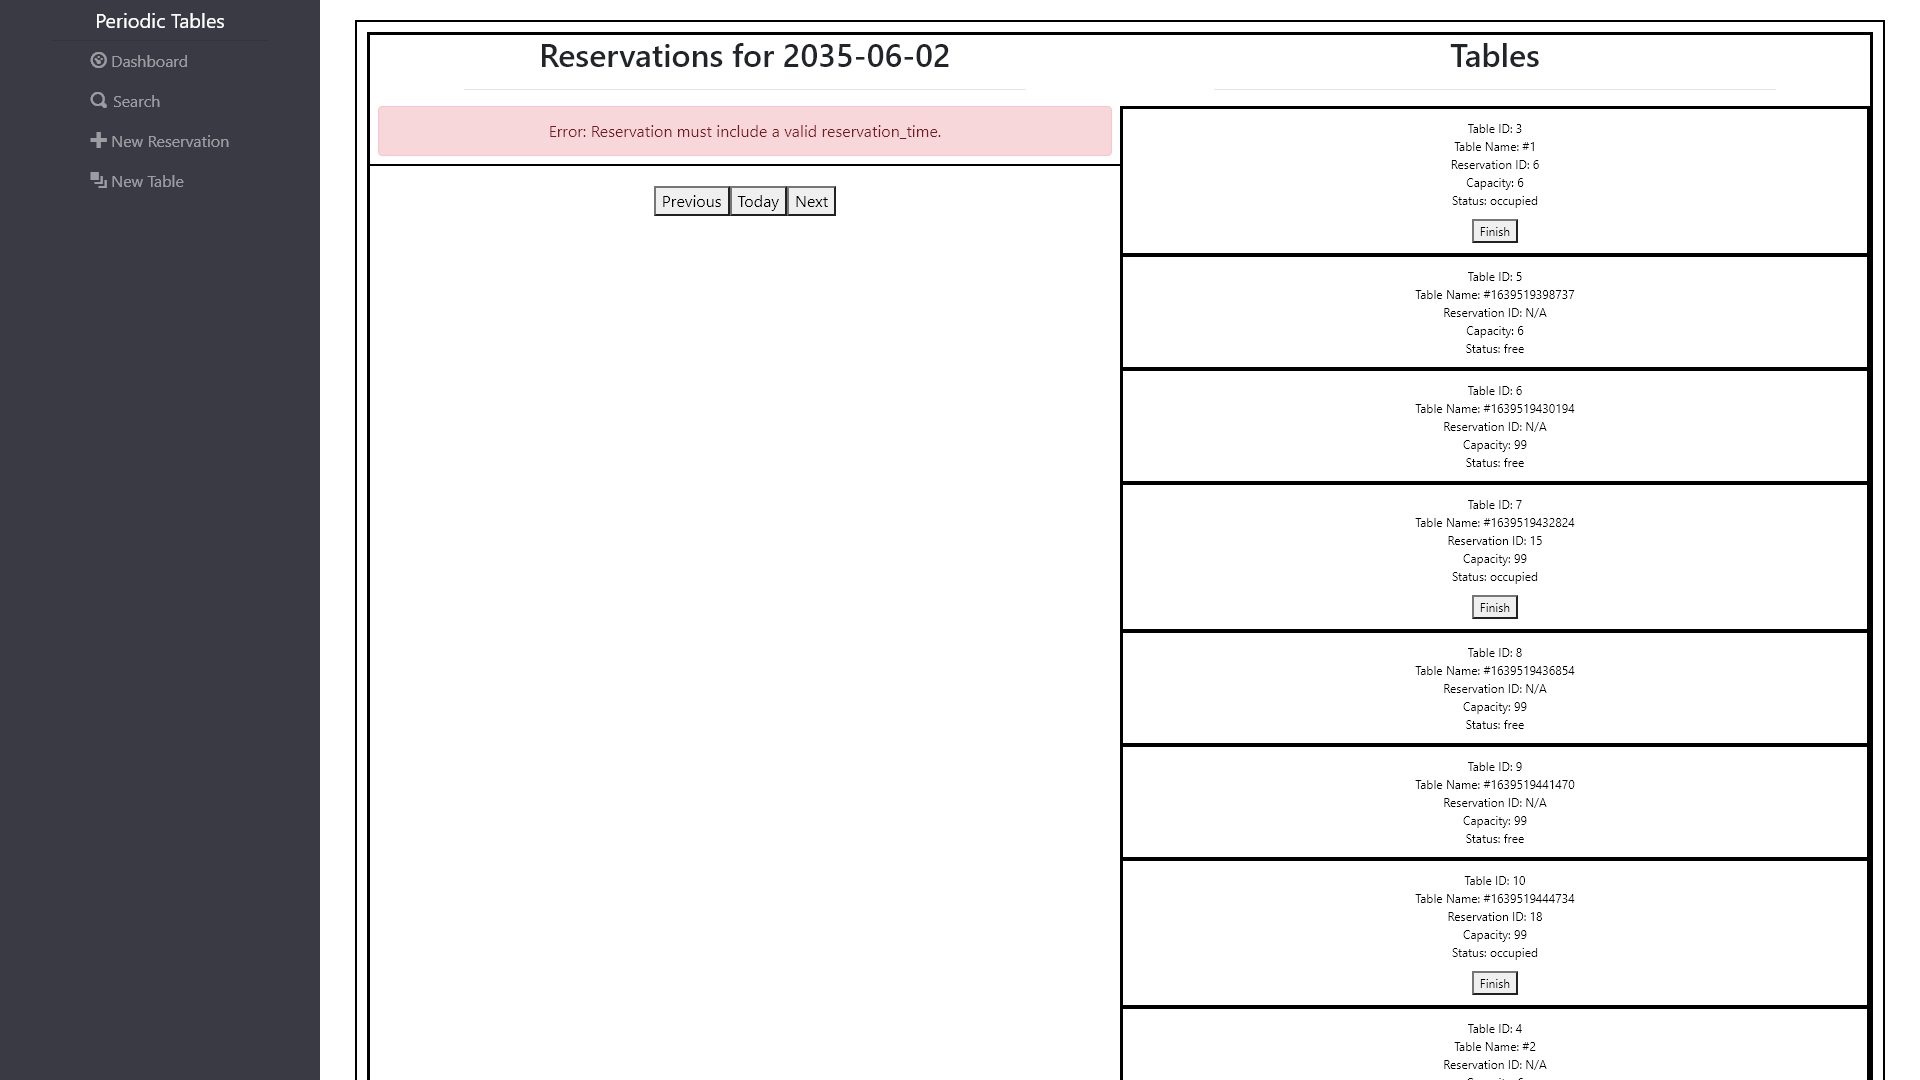 Periodic Tables
Dashboard
Search
New Reservation
New Table
Reservations for 2035-06-02
Error: Reservation must include a valid reservation_time.
Previous Today Next
Tables
Table ID: 3
Table Name: #1
Reservation ID: 6
Capacity: 6
Status: occupied
Finish
Table ID: 5
Table Name: #1639519398737
Reservation ID: N/A
Capacity: 6
Status: free
Table ID: 6
Table Name: #1639519430194
Reservation ID: N/A
Capacity: 99
Status: free
Table ID: 7
Table Name: #1639519432824
Reservation ID: 15
Capacity: 99
Status: occupied
Finish
Table ID: 8
Table Name: #1639519436854
Reservation ID: N/A
Capacity: 99
Status: free
Table ID: 9
Table Name: #1639519441470
Reservation ID: N/A
Capacity: 99
Status: free
Table ID: 10
Table Name: #1639519444734
Reservation ID: 18
Capacity: 99
Status: occupied
Finish
Table ID: 4
Table Name: #2
Reservation ID: N/A